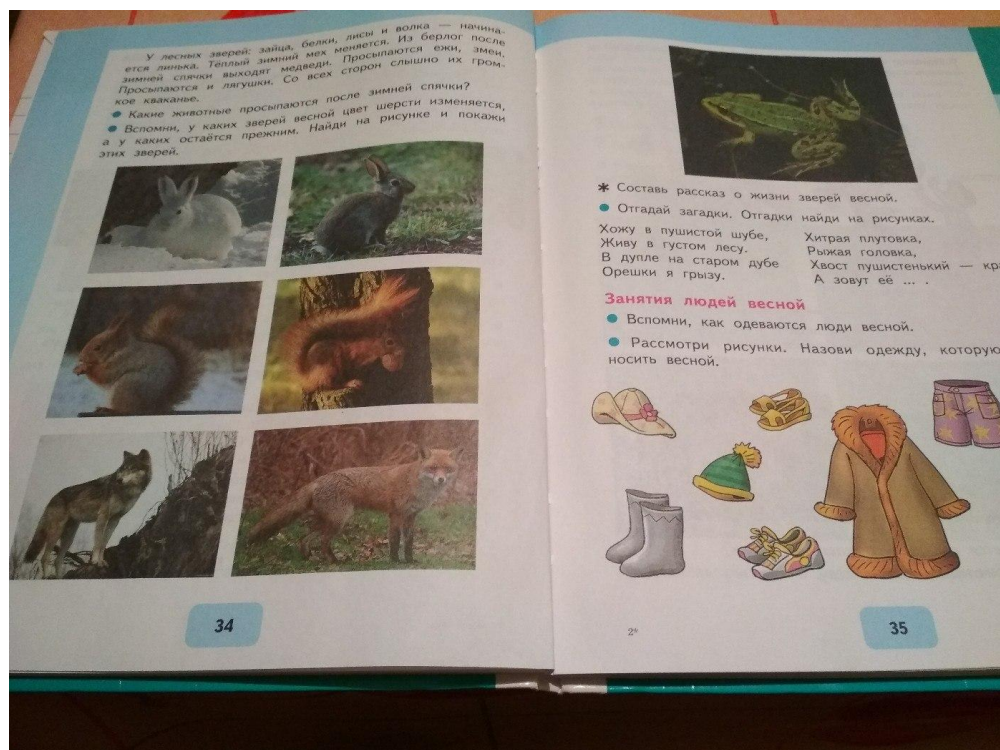 У лесных зверей: зайца, белки, лисы и волка — начина-
ется линька. Тёплый зимний мех меняется. Из берлог после
зимней спячки выходят медведи. Просыпаются ежи, змеи.
Просыпаются и лягушки. Со всех сторон слышно их гром-
кое кваканье.
Какие животные просыпаются после зимней спячки?
Вспомни, у каких зверей весной цвет шерсти изменяется,
а у каких остаётся прежним. Найди на рисунке и покажи
этих зверей.
34
* Составь рассказ о жизни зверей весной.
Отгадай загадки. Отгадки найди на рисунках.
Хожу в пушистой шубе,
Живу в густом лесу.
В дупле на старом дубе
Орешки я грызу.
Хитрая плутовка,
Рыжая головка,
Хвост пушистенький — кра
А зовут её ... .
Занятия людей весной
Вспомни, как одеваются люди весной.
Рассмотри рисунки. Назови одежду, которую
носить весной.
2*
35